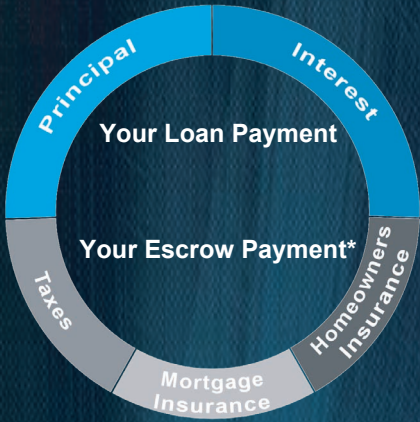 Principal
Interest
Your Loan Payment
Your Escrow Payment*
Taxes
Mortgage
Insurance
Homeowners
Insurance